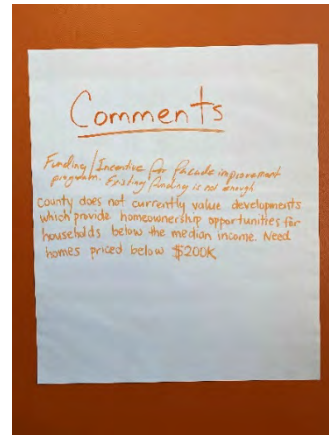 Comments
Funding/Incentive for facade improvement
program. Existing funding is not enough
County does not currently value developments
which provide homeownership opportunities for
households below the median income. Need
homes priced below $200K